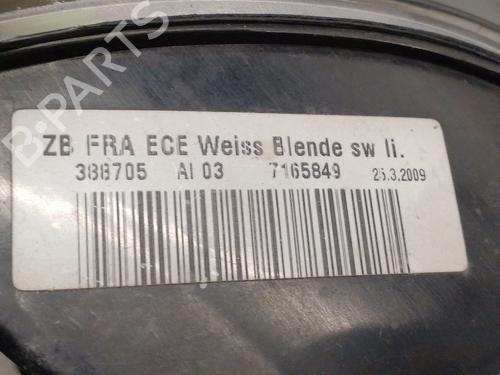 ZB FRA ECE Weiss Blende sw li.
388705 AI 03 7165849 25.3.2009
B-PARTS